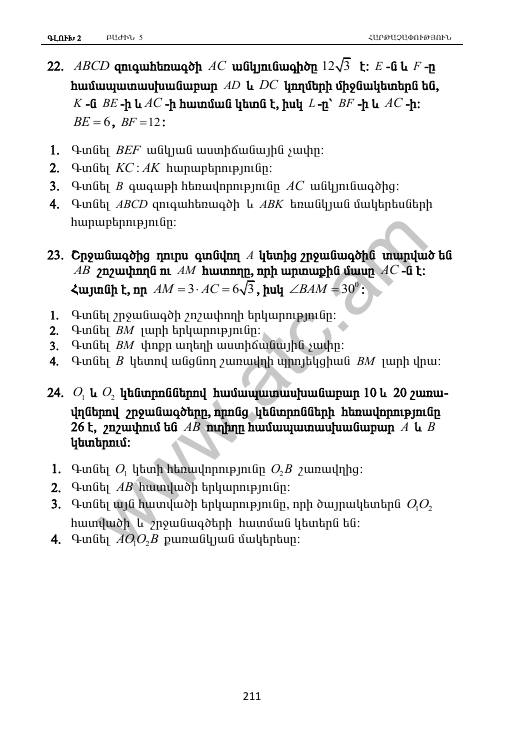 ԳԼՈՒԽ 2 ԲԱԺԻՆ 5 ՀԱՐԹԱՉԱՓՈՒԹՅՈՒՆ
22. ABCD զուգահեռագծի AC անկյունագիծը 12√3 է: E -ն և F -ը
համապատասխանաբար AD և DC կողմերի միջնակետերն են,
K -ն BE -ի և AC -ի հատման կետն է, իսկ L -ը՝ BF -ի և AC -ի:
BE = 6, BF = 12:
1. Գտնել BEF անկյան աստիճանային չափը:
2. Գտնել KC : AK հարաբերությունը:
3. Գտնել B գագաթի հեռավորությունը AC անկյունագծից:
4. Գտնել ABCD զուգահեռագծի և ABK եռանկյան մակերեսների
հարաբերությունը:
23. Շրջանագծից դուրս գտնվող A կետից շրջանագծին տարված են
AB շոշափողն ու AM հատողը, որի արտաքին մասը AC -ն է:
Հայտնի է, որ AM = 3 · AC = 6√3, իսկ ∠BAM = 30⁰:
1. Գտնել շրջանագծի շոշափողի երկարությունը:
2. Գտնել BM լարի երկարությունը:
3. Գտնել BM փոքր աղեղի աստիճանային չափը:
4. Գտնել B կետով անցնող շառավղի պրոյեկցիան BM լարի վրա:
24. O₁ և O₂ կենտրոններով համապատասխանաբար 10 և 20 շառա-
վղներով շրջանագծերը, որոնց կենտրոնների հեռավորությունը
26 է, շոշափում են AB ուղիղը համապատասխանաբար A և B
կետերում:
1. Գտնել O₁ կետի հեռավորությունը O₂B շառավղից:
2. Գտնել AB հատվածի երկարությունը:
3. Գտնել այն հատվածի երկարությունը, որի ծայրակետերն O₁O₂
հատվածի և շրջանագծերի հատման կետերն են:
4. Գտնել AO₁O₂B քառանկյան մակերեսը:
www.atc.am
211